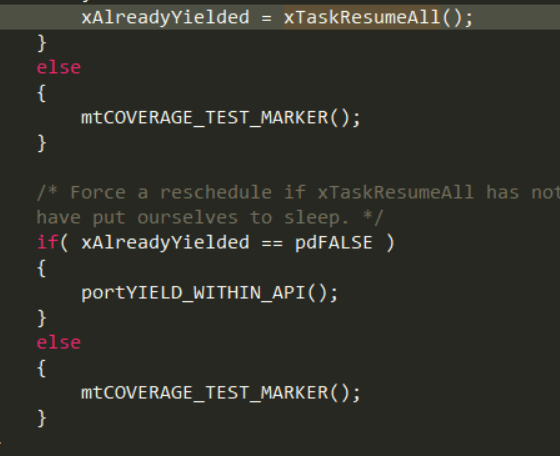 xAlreadyYielded = xTaskResumeAll();
}
else
{
mtCOVERAGE_TEST_MARKER();
}
/* Force a reschedule if xTaskResumeAll has not
have put ourselves to sleep. */
if( xAlreadyYielded == pdFALSE )
{
portYIELD_WITHIN_API();
}
else
{
mtCOVERAGE_TEST_MARKER();
}